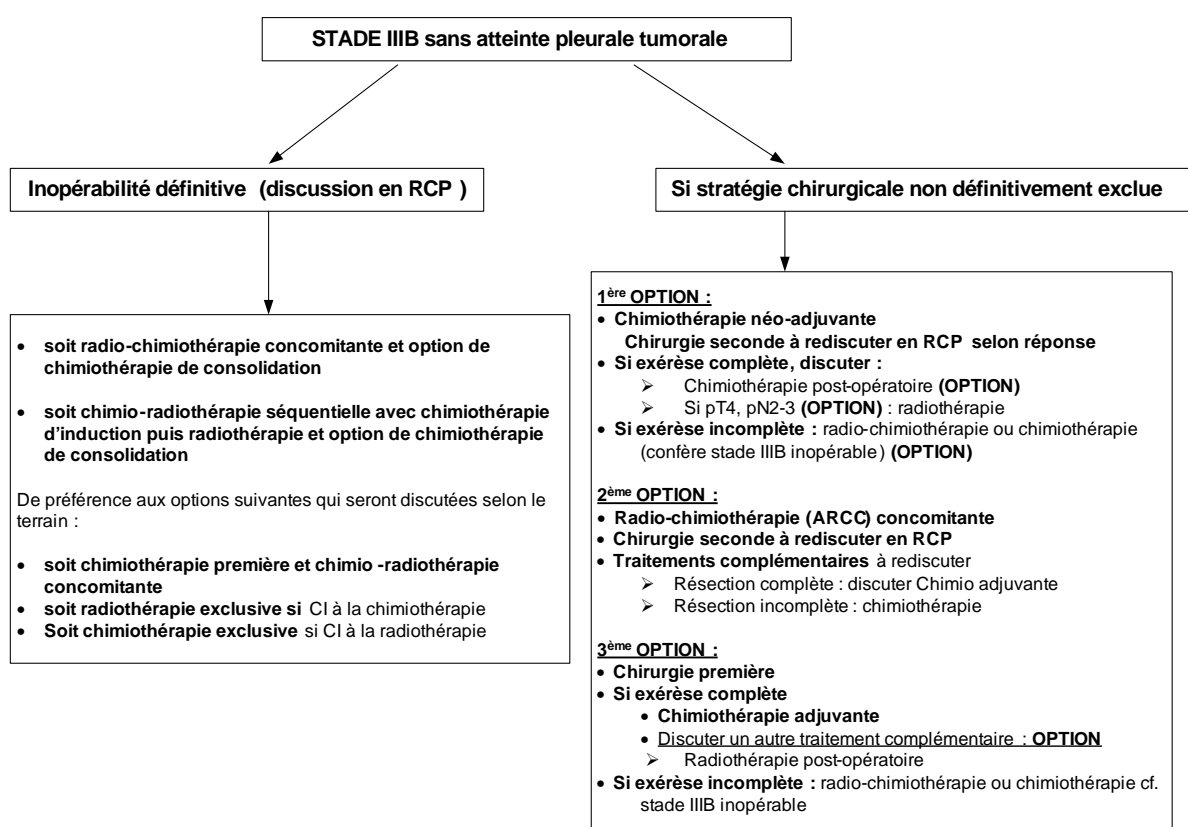 STADE IIIB sans atteinte pleurale tumorale
Inopérabilité définitive (discussion en RCP )
Si stratégie chirurgicale non définitivement exclue
• soit radio-chimiothérapie concomitante et option de
chimiothérapie de consolidation
• soit chimio-radiothérapie séquentielle avec chimiothérapie
d'induction puis radiothérapie et option de chimiothérapie
de consolidation
De préférence aux options suivantes qui seront discutées selon le
terrain :
• soit chimiothérapie première et chimio -radiothérapie
concomitante
• soit radiothérapie exclusive si CI à la chimiothérapie
• Soit chimiothérapie exclusive si CI à la radiothérapie
1ère OPTION :
• Chimiothérapie néo-adjuvante
Chirurgie seconde à rediscuter en RCP selon réponse
• Si exérèse complète, discuter :
➢ Chimiothérapie post-opératoire (OPTION)
➢ Si pT4, pN2-3 (OPTION) : radiothérapie
• Si exérèse incomplète : radio-chimiothérapie ou chimiothérapie
(confère stade IIIB inopérable) (OPTION)
2ème OPTION :
• Radio-chimiothérapie (ARCC) concomitante
• Chirurgie seconde à rediscuter en RCP
• Traitements complémentaires à rediscuter
➢ Résection complète : discuter Chimio adjuvante
➢ Résection incomplète : chimiothérapie
3ème OPTION :
• Chirurgie première
• Si exérèse complète
• Chimiothérapie adjuvante
• Discuter un autre traitement complémentaire : OPTION
➢ Radiothérapie post-opératoire
• Si exérèse incomplète : radio-chimiothérapie ou chimiothérapie cf.
stade IIIB inopérable